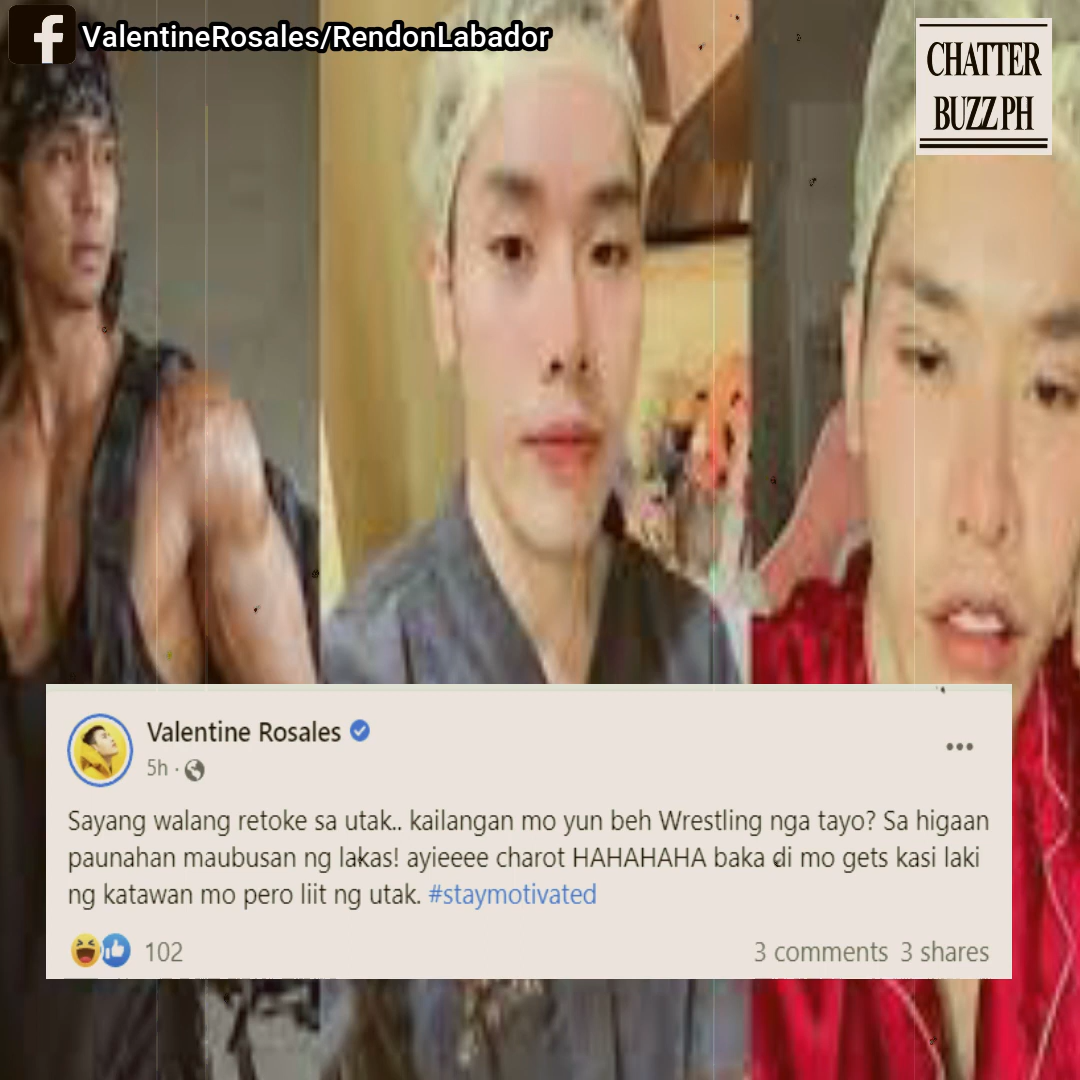 ValentineRosales/RendonLabador
CHATTER
BUZZ PH
Valentine Rosales
5h
Sayang walang retoke sa utak.. kailangan mo yun beh Wrestling nga tayo? Sa higaan
paunahan maubusan ng lakas! ayieeee charot HAHAHAHA baka di mo gets kasi laki
ng katawan mo pero liit ng utak. #staymotivated
102
3 comments 3 shares